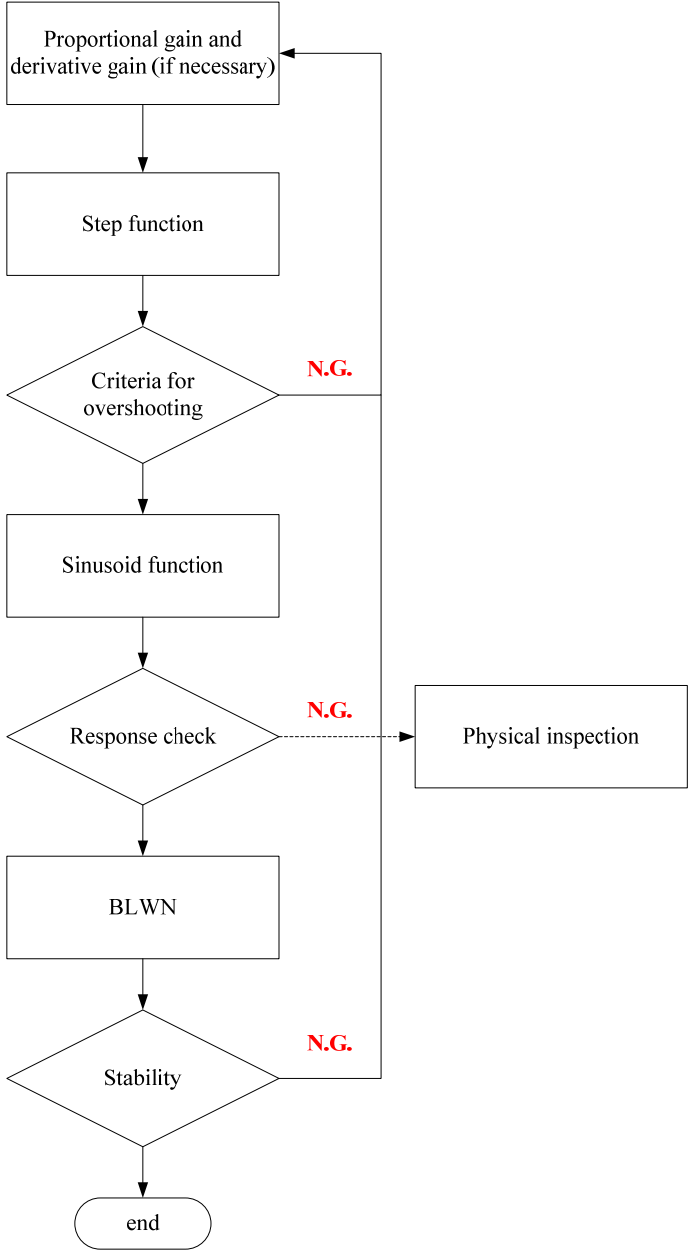 Proportional gain and
derivative gain (if necessary)
Step function
Criteria for
overshooting
N.G.
Sinusoid function
Response check
N.G.
Physical inspection
BLWN
Stability
N.G.
end